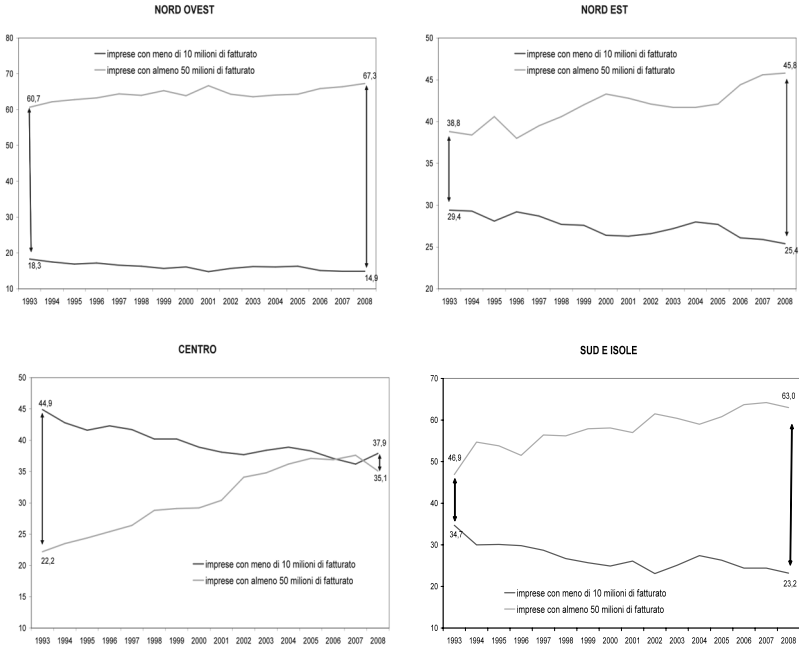 NORD OVEST
80
70
60
50
40
30
20
10
imprese con meno di 10 milioni di fatturato
imprese con almeno 50 milioni di fatturato
60,7
67,3
18,3
14,9
1993 1994 1995 1996 1997 1998 1999 2000 2001 2002 2003 2004 2005 2006 2007 2008
NORD EST
50
45
40
35
30
25
20
imprese con meno di 10 milioni di fatturato
imprese con almeno 50 milioni di fatturato
38,8
45,8
29,4
25,4
1993 1994 1995 1996 1997 1998 1999 2000 2001 2002 2003 2004 2005 2006 2007 2008
CENTRO
50
45
40
35
30
25
20
15
10
44,9
37,9
35,1
22,2
imprese con meno di 10 milioni di fatturato
imprese con almeno 50 milioni di fatturato
1993 1994 1995 1996 1997 1998 1999 2000 2001 2002 2003 2004 2005 2006 2007 2008
SUD E ISOLE
70
60
50
40
30
20
10
63,0
46,9
34,7
23,2
imprese con meno di 10 milioni di fatturato
imprese con almeno 50 milioni di fatturato
1993 1994 1995 1996 1997 1998 1999 2000 2001 2002 2003 2004 2005 2006 2007 2008